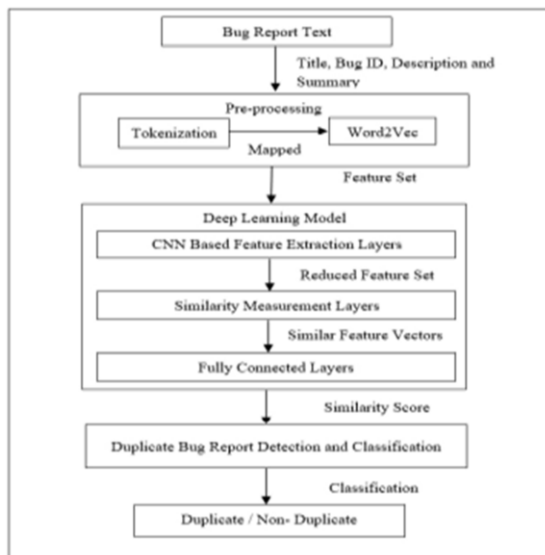 Bug Report Text
Title, Bug ID, Description and
Summary
Pre-processing
Tokenization
Word2Vec
Mapped
Feature Set
Deep Learning Model
CNN Based Feature Extraction Layers
Reduced Feature Set
Similarity Measurement Layers
Similar Feature Vectors
Fully Connected Layers
Similarity Score
Duplicate Bug Report Detection and Classification
Classification
Duplicate / Non- Duplicate